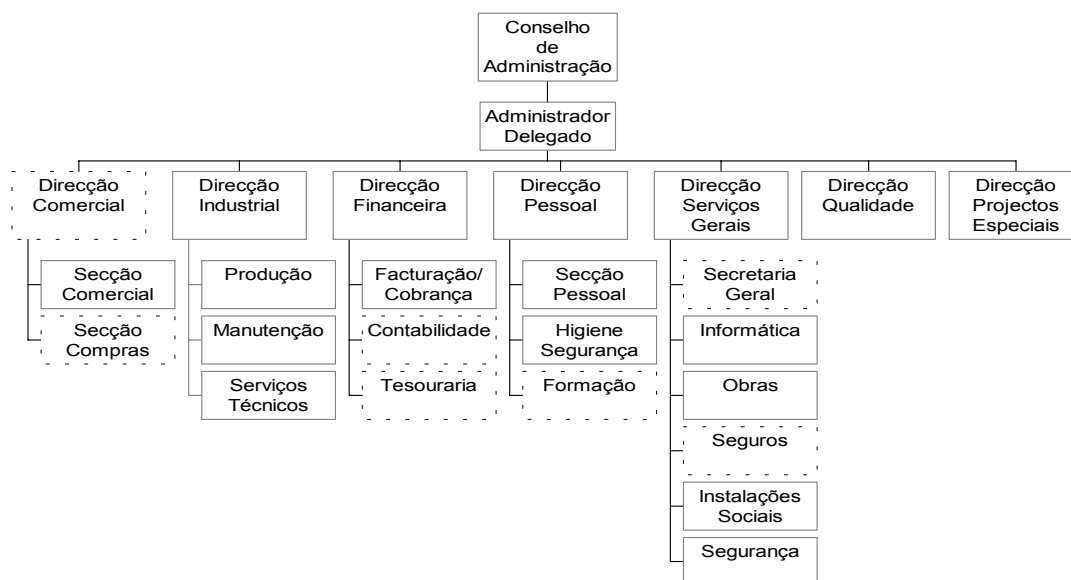 Conselho
de
Administração
Administrador
Delegado
Direcção
Comercial
Direcção
Industrial
Direcção
Financeira
Direcção
Pessoal
Direcção
Serviços
Gerais
Direcção
Qualidade
Direcção
Projectos
Especiais
Secção
Comercial
Secção
Compras
Produção
Manutenção
Serviços
Técnicos
Facturação/
Cobrança
Contabilidade
Tesouraria
Secção
Pessoal
Higiene
Segurança
Formação
Secretaria
Geral
Informática
Obras
Seguros
Instalações
Sociais
Segurança